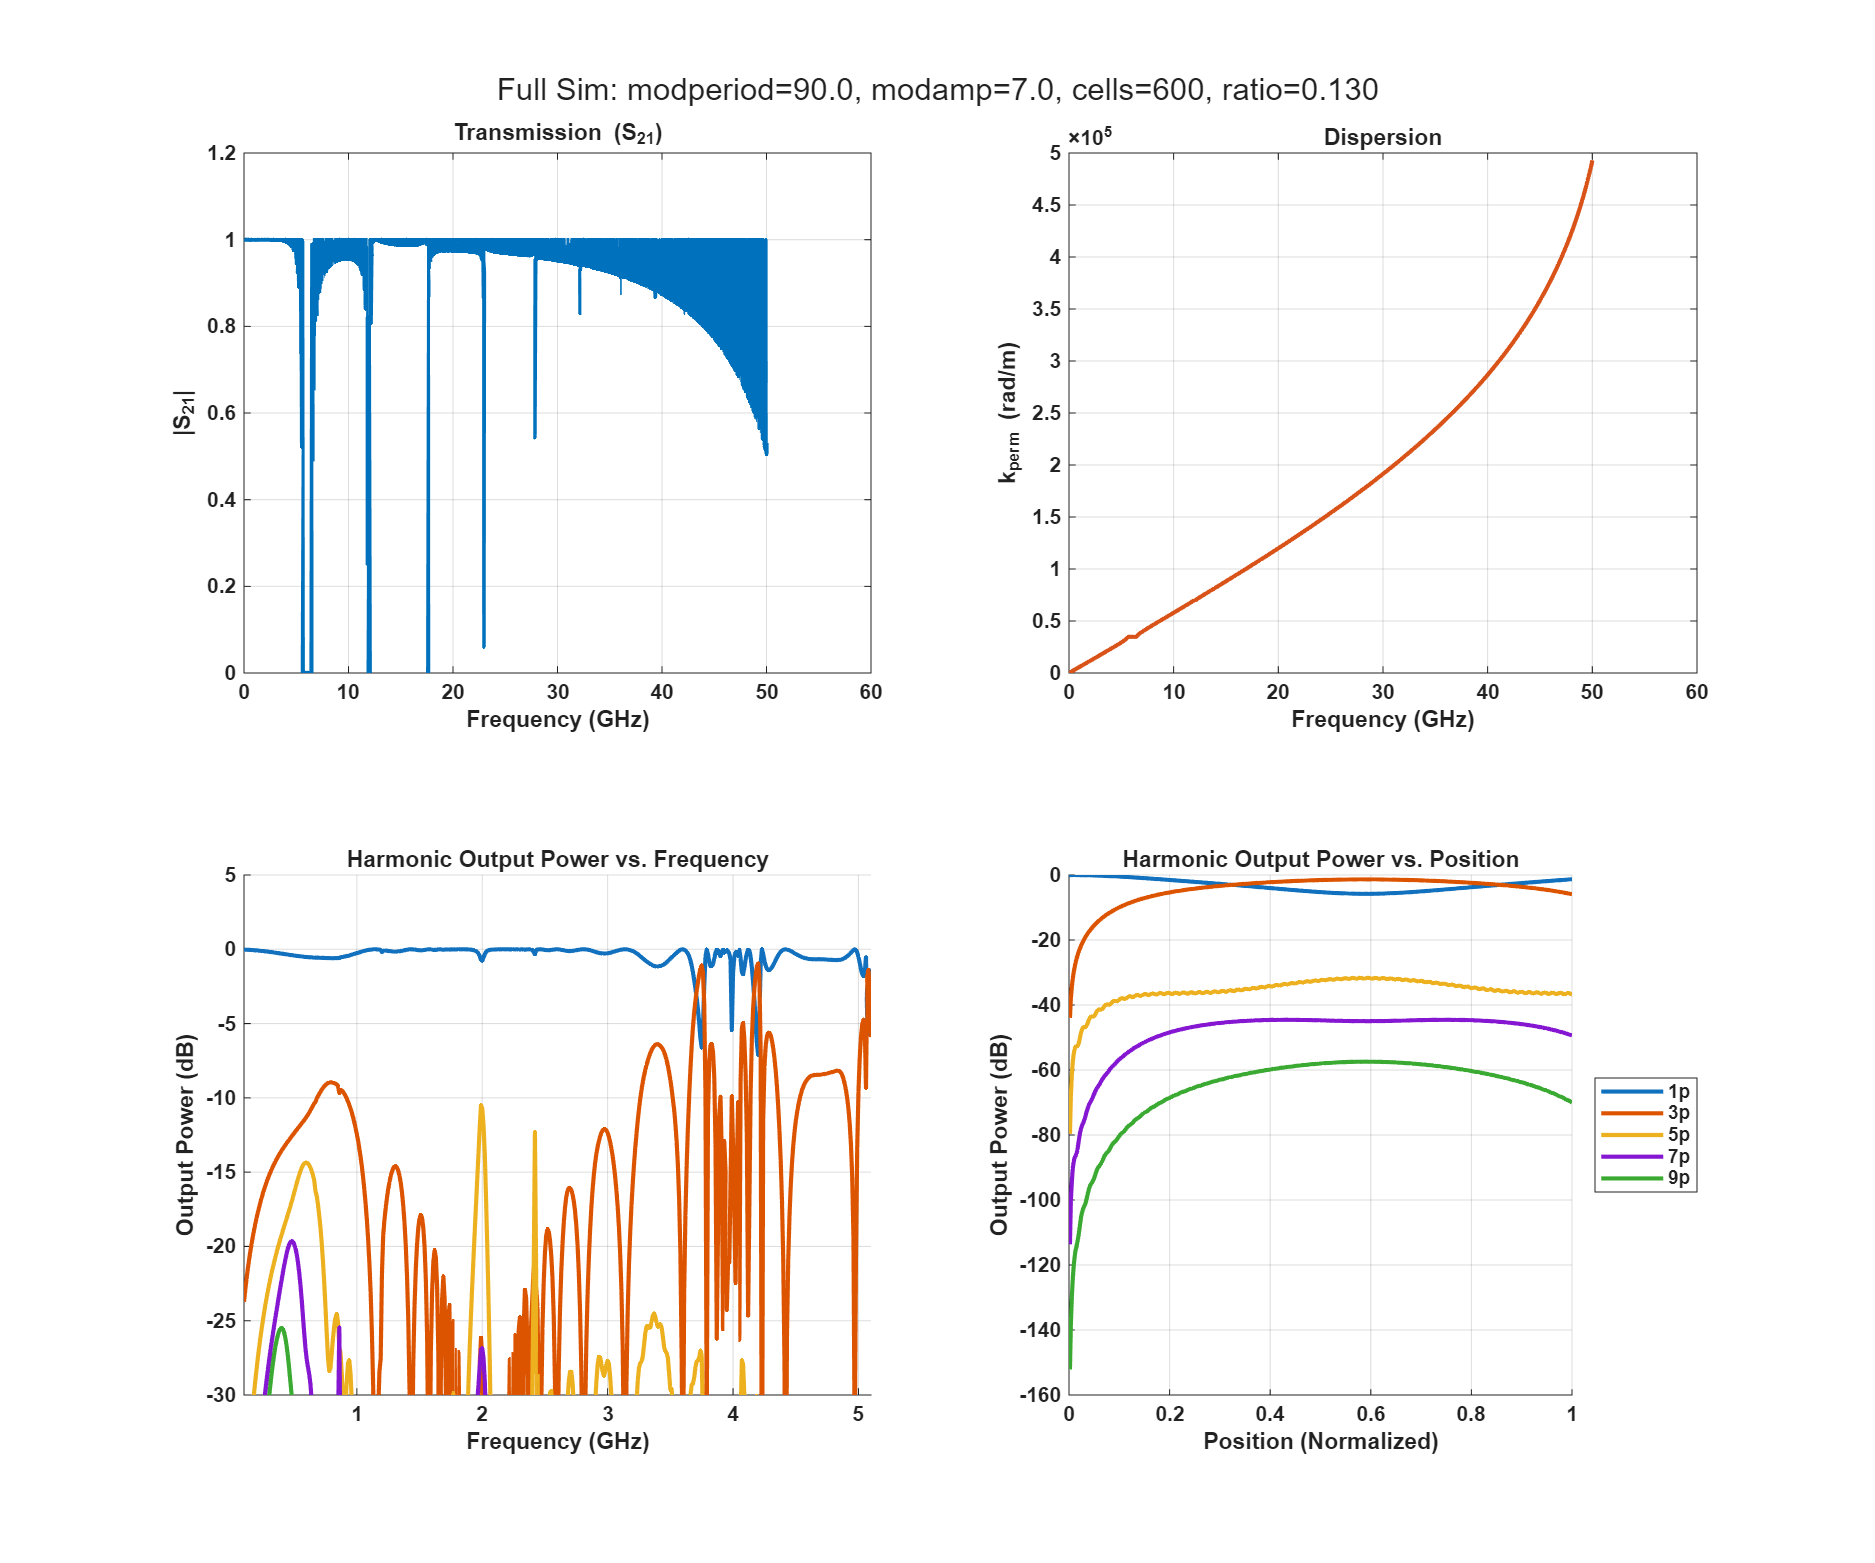 Full Sim: modperiod=90.0, modamp=7.0, cells=600, ratio=0.130
Transmission (S21)
1.2
1
0.8
0.6
0.4
0.2
0
|S21|
0 10 20 30 40 50 60
Frequency (GHz)
×10^5
Dispersion
5
4.5
4
3.5
3
2.5
2
1.5
1
0.5
0
kperm (rad/m)
0 10 20 30 40 50 60
Frequency (GHz)
Harmonic Output Power vs. Frequency
5
0
-5
-10
-15
-20
-25
-30
Output Power (dB)
1 2 3 4 5
Frequency (GHz)
Harmonic Output Power vs. Position
0
-20
-40
-60
-80
-100
-120
-140
-160
Output Power (dB)
0 0.2 0.4 0.6 0.8 1
Position (Normalized)
1p
3p
5p
7p
9p